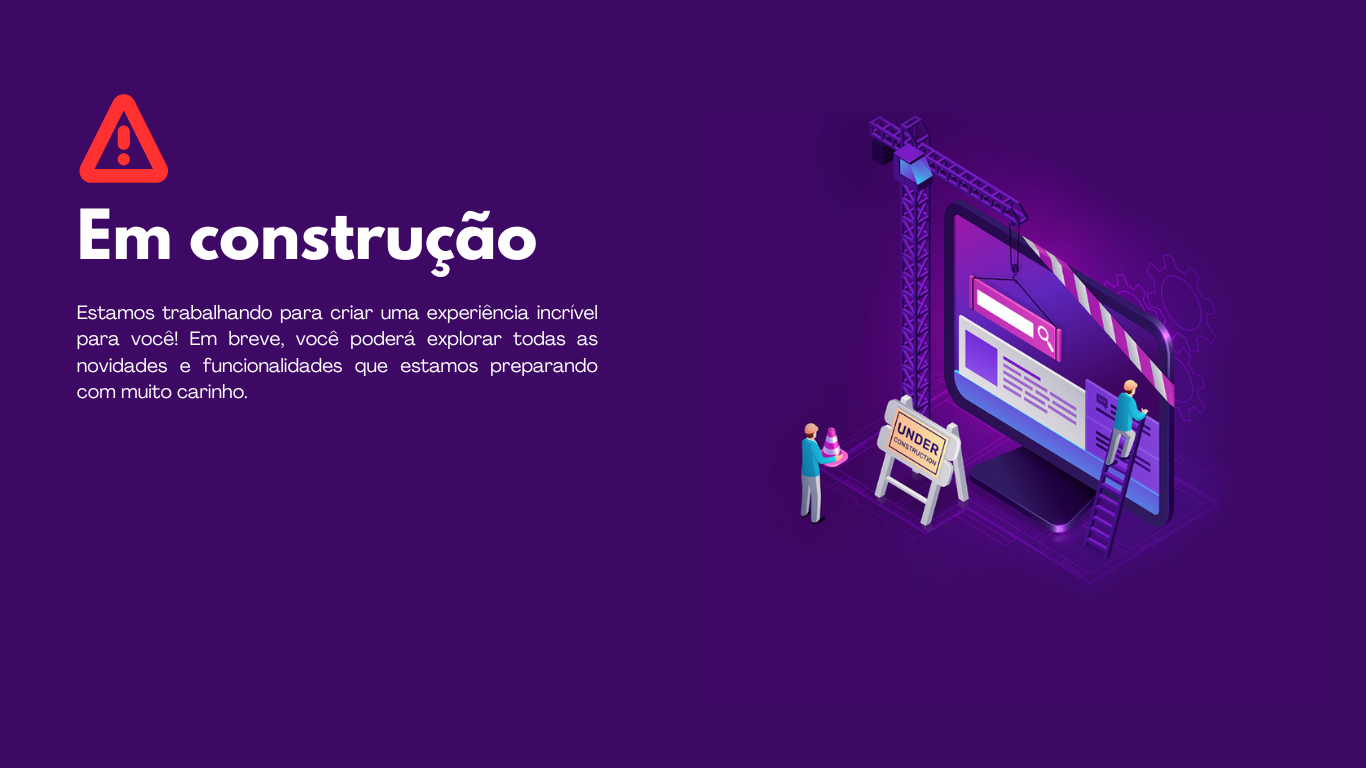 Em construção
Estamos trabalhando para criar uma experiência incrível
para você! Em breve, você poderá explorar todas as
novidades e funcionalidades que estamos preparando
com muito carinho.
UNDER
CONSTRUCTION